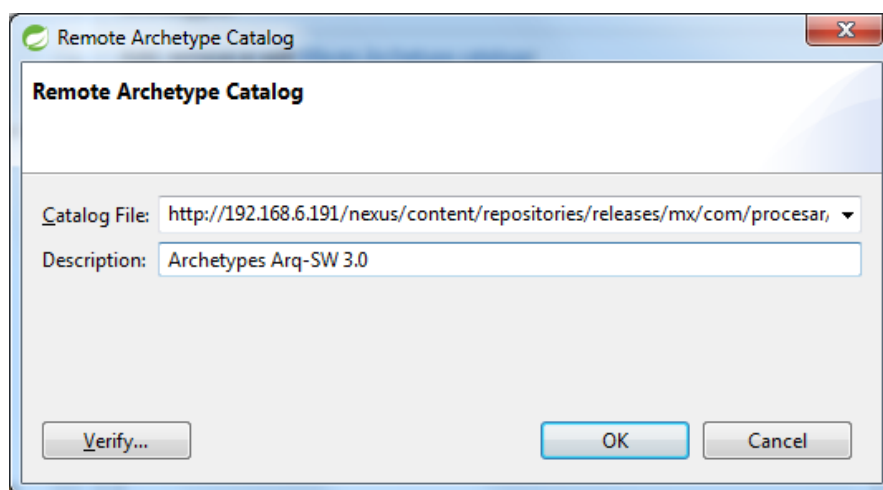 Remote Archetype Catalog
Remote Archetype Catalog
Catalog File: http://192.168.6.191/nexus/content/repositories/releases/mx/com/procesar/
Description: Archetypes Arq-SW 3.0
Verify... OK Cancel